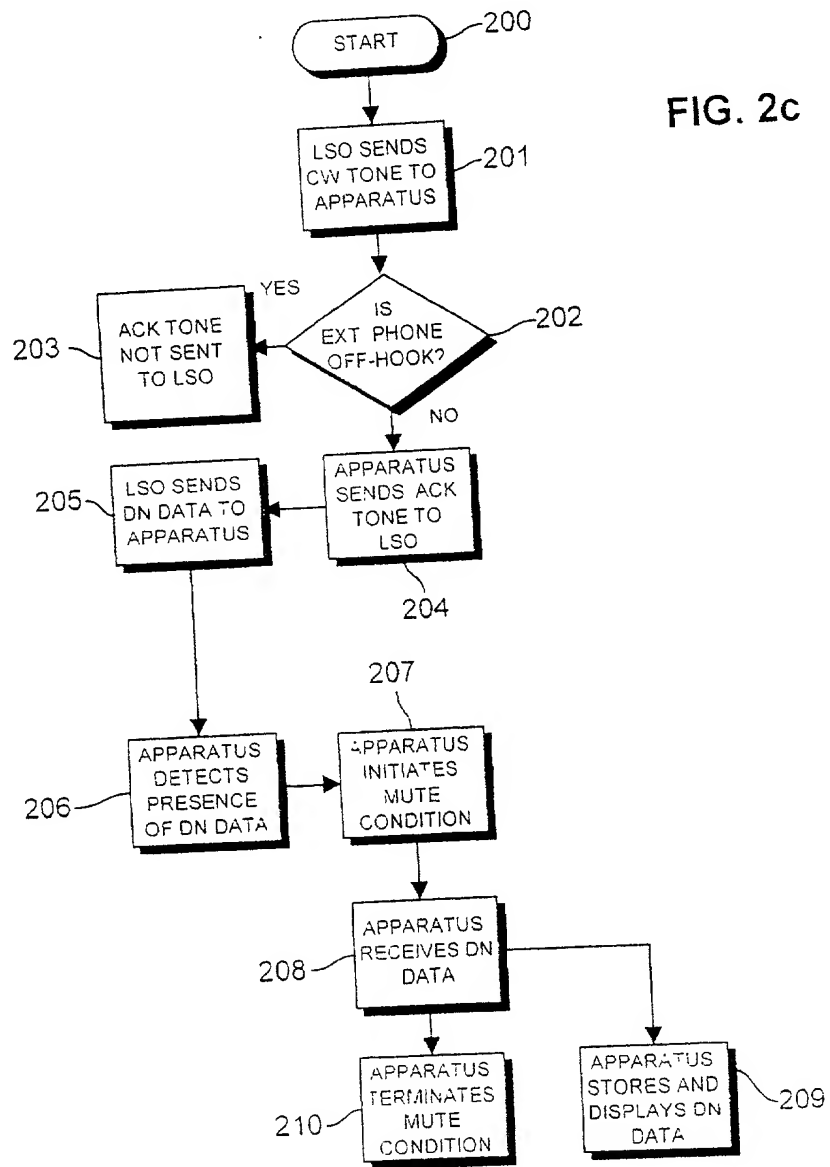 START
200
FIG. 2c
LSO SENDS
CW TONE TO
APPARATUS
201
YES
IS
EXT PHONE
OFF-HOOK?
202
203
ACK TONE
NOT SENT
TO LSO
NO
205
LSO SENDS
DN DATA TO
APPARATUS
APPARATUS
SENDS ACK
TONE TO
LSO
204
207
206
APPARATUS
DETECTS
PRESENCE
OF DN DATA
APPARATUS
INITIATES
MUTE
CONDITION
208
APPARATUS
RECEIVES DN
DATA
210
APPARATUS
TERMINATES
MUTE
CONDITION
APPARATUS
STORES AND
DISPLAYS DN
DATA
209